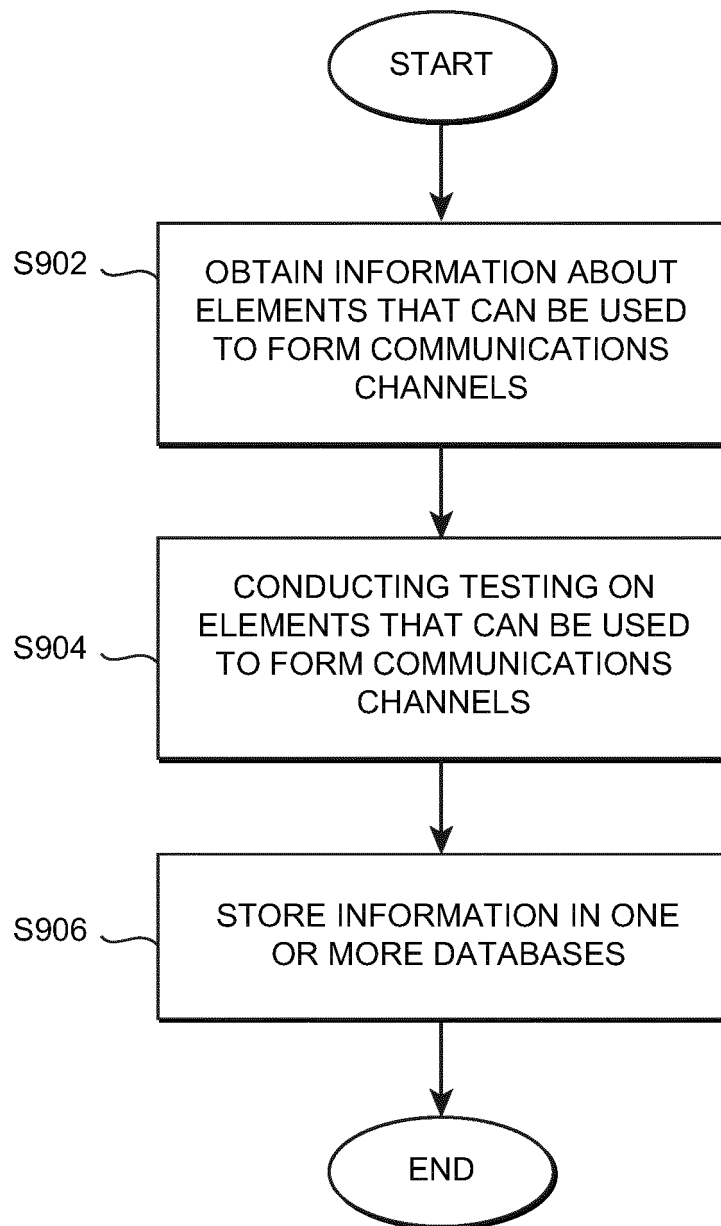 START
S902
OBTAIN INFORMATION ABOUT
ELEMENTS THAT CAN BE USED
TO FORM COMMUNICATIONS
CHANNELS
S904
CONDUCTING TESTING ON
ELEMENTS THAT CAN BE USED
TO FORM COMMUNICATIONS
CHANNELS
S906
STORE INFORMATION IN ONE
OR MORE DATABASES
END